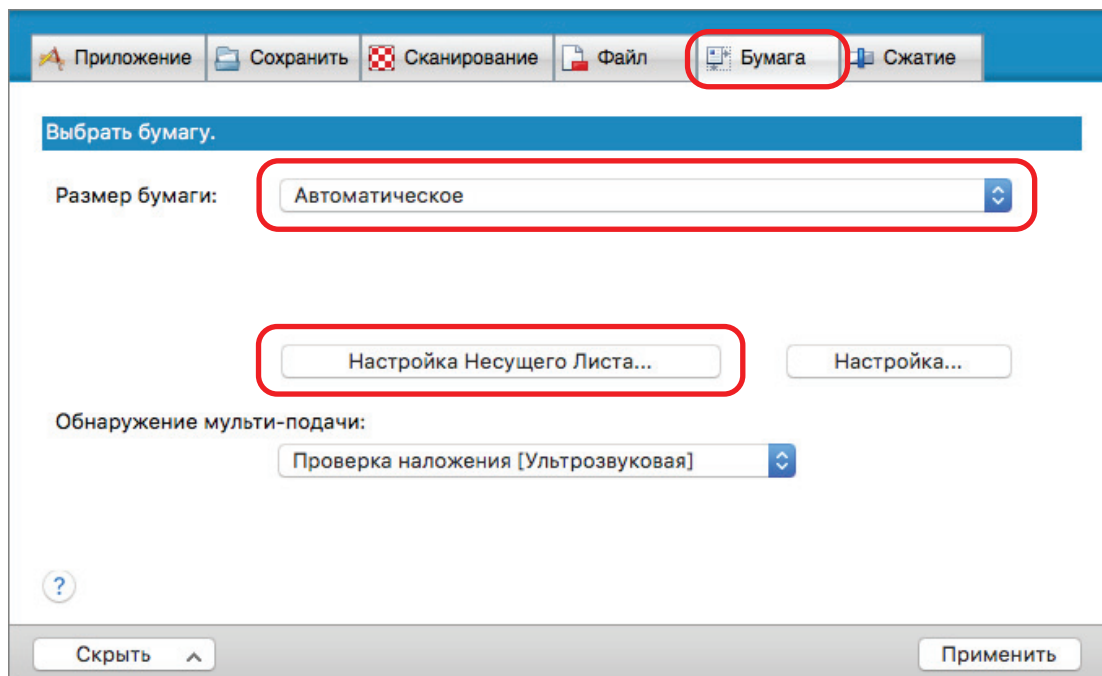 Приложение Сохранить Сканирование Файл Бумага Сжатие
Выбрать бумагу.
Размер бумаги: Автоматическое
Настройка Несущего Листа... Настройка...
Обнаружение мульти-подачи:
Проверка наложения [Ультрозвуковая]
?
Скрыть Применить